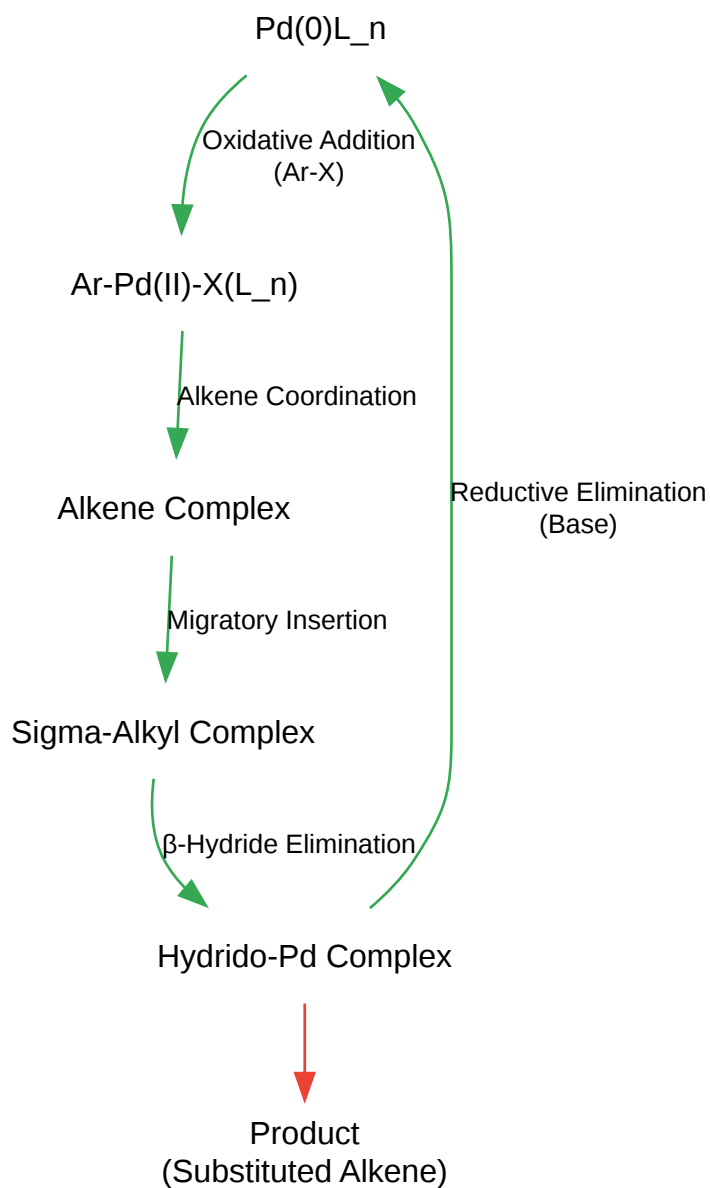 Pd(0)L_n
Oxidative Addition
(Ar-X)
Ar-Pd(II)-X(L_n)
Alkene Coordination
Alkene Complex
Reductive Elimination
(Base)
Migratory Insertion
Sigma-Alkyl Complex
β-Hydride Elimination
Hydrido-Pd Complex
Product
(Substituted Alkene)